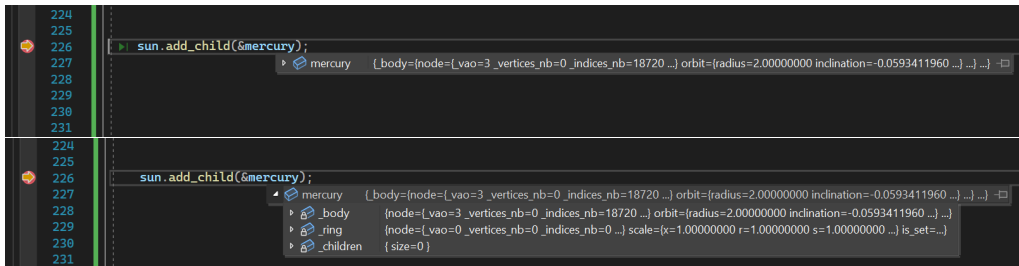 224
225
226 sun.add_child(&mercury);
227 mercury {_body={node={_vao=3 _vertices_nb=0 _indices_nb=18720 ...} orbit={radius=2.00000000 inclination=-0.0593411960 ...} ...} ...}
228
229
230
231
224
225
226 sun.add_child(&mercury);
227 mercury {_body={node={_vao=3 _vertices_nb=0 _indices_nb=18720 ...} orbit={radius=2.00000000 inclination=-0.0593411960 ...} ...} ...}
228 _body {node={_vao=3 _vertices_nb=0 _indices_nb=18720 ...} orbit={radius=2.00000000 inclination=-0.0593411960 ...} ...}
229 _ring {node={_vao=0 _vertices_nb=0 _indices_nb=0 ...} scale={x=1.00000000 r=1.00000000 s=1.00000000 ...} is_set=...}
230 _children { size=0 }
231